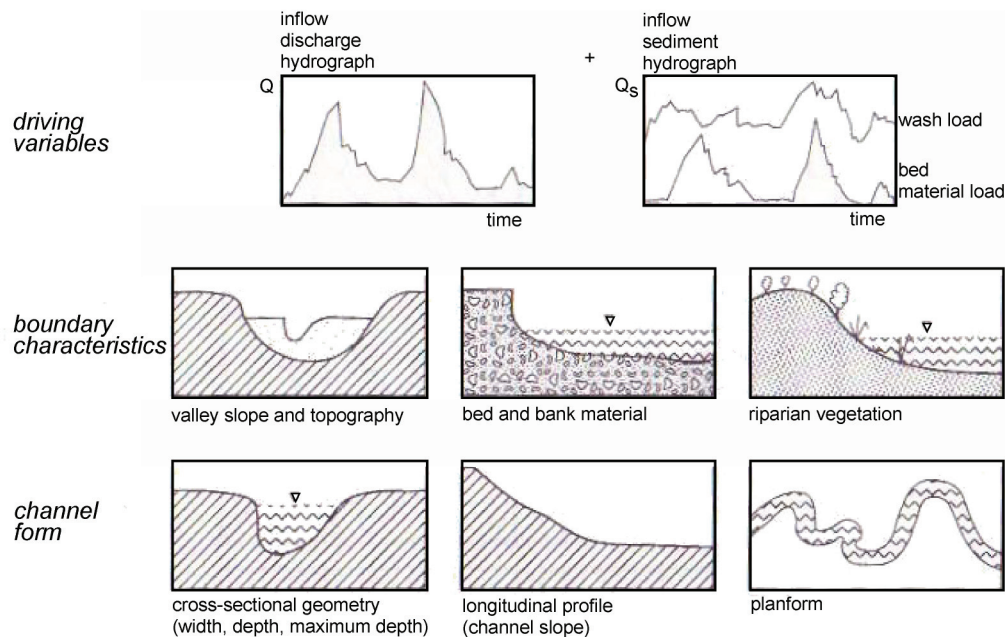 inflow
discharge
hydrograph
+
inflow
sediment
hydrograph
Q
Qs
driving
variables
wash load
bed
material load
time
time
boundary
characteristics
valley slope and topography
bed and bank material
riparian vegetation
channel
form
cross-sectional geometry
(width, depth, maximum depth)
longitudinal profile
(channel slope)
planform